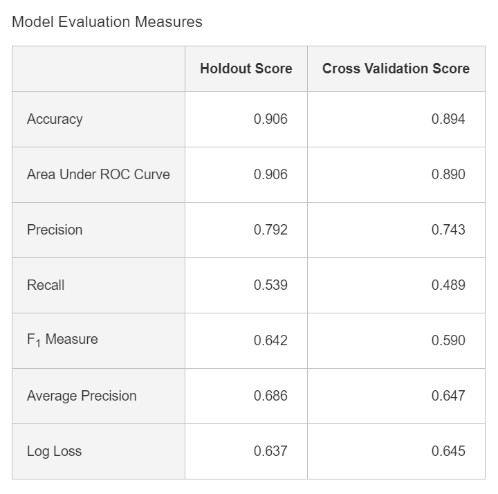 Model Evaluation Measures
Holdout Score Cross Validation Score
Accuracy 0.906 0.894
Area Under ROC Curve 0.906 0.890
Precision 0.792 0.743
Recall 0.539 0.489
F₁ Measure 0.642 0.590
Average Precision 0.686 0.647
Log Loss 0.637 0.645